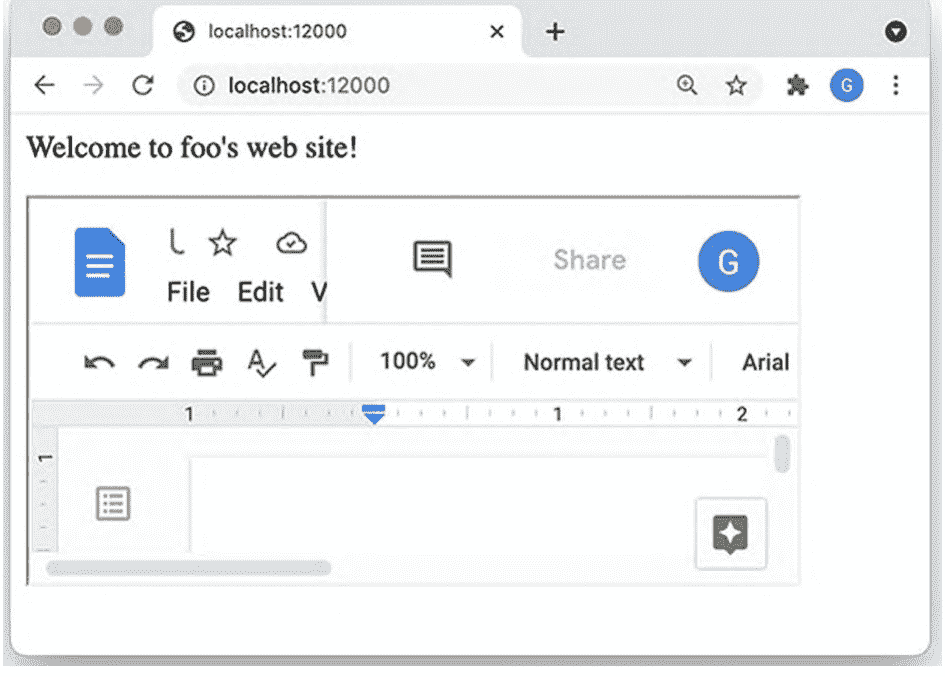 localhost:12000
localhost:12000
G
Welcome to foo's web site!
Share
G
File Edit V
100% Normal text Arial
1 1 2
1